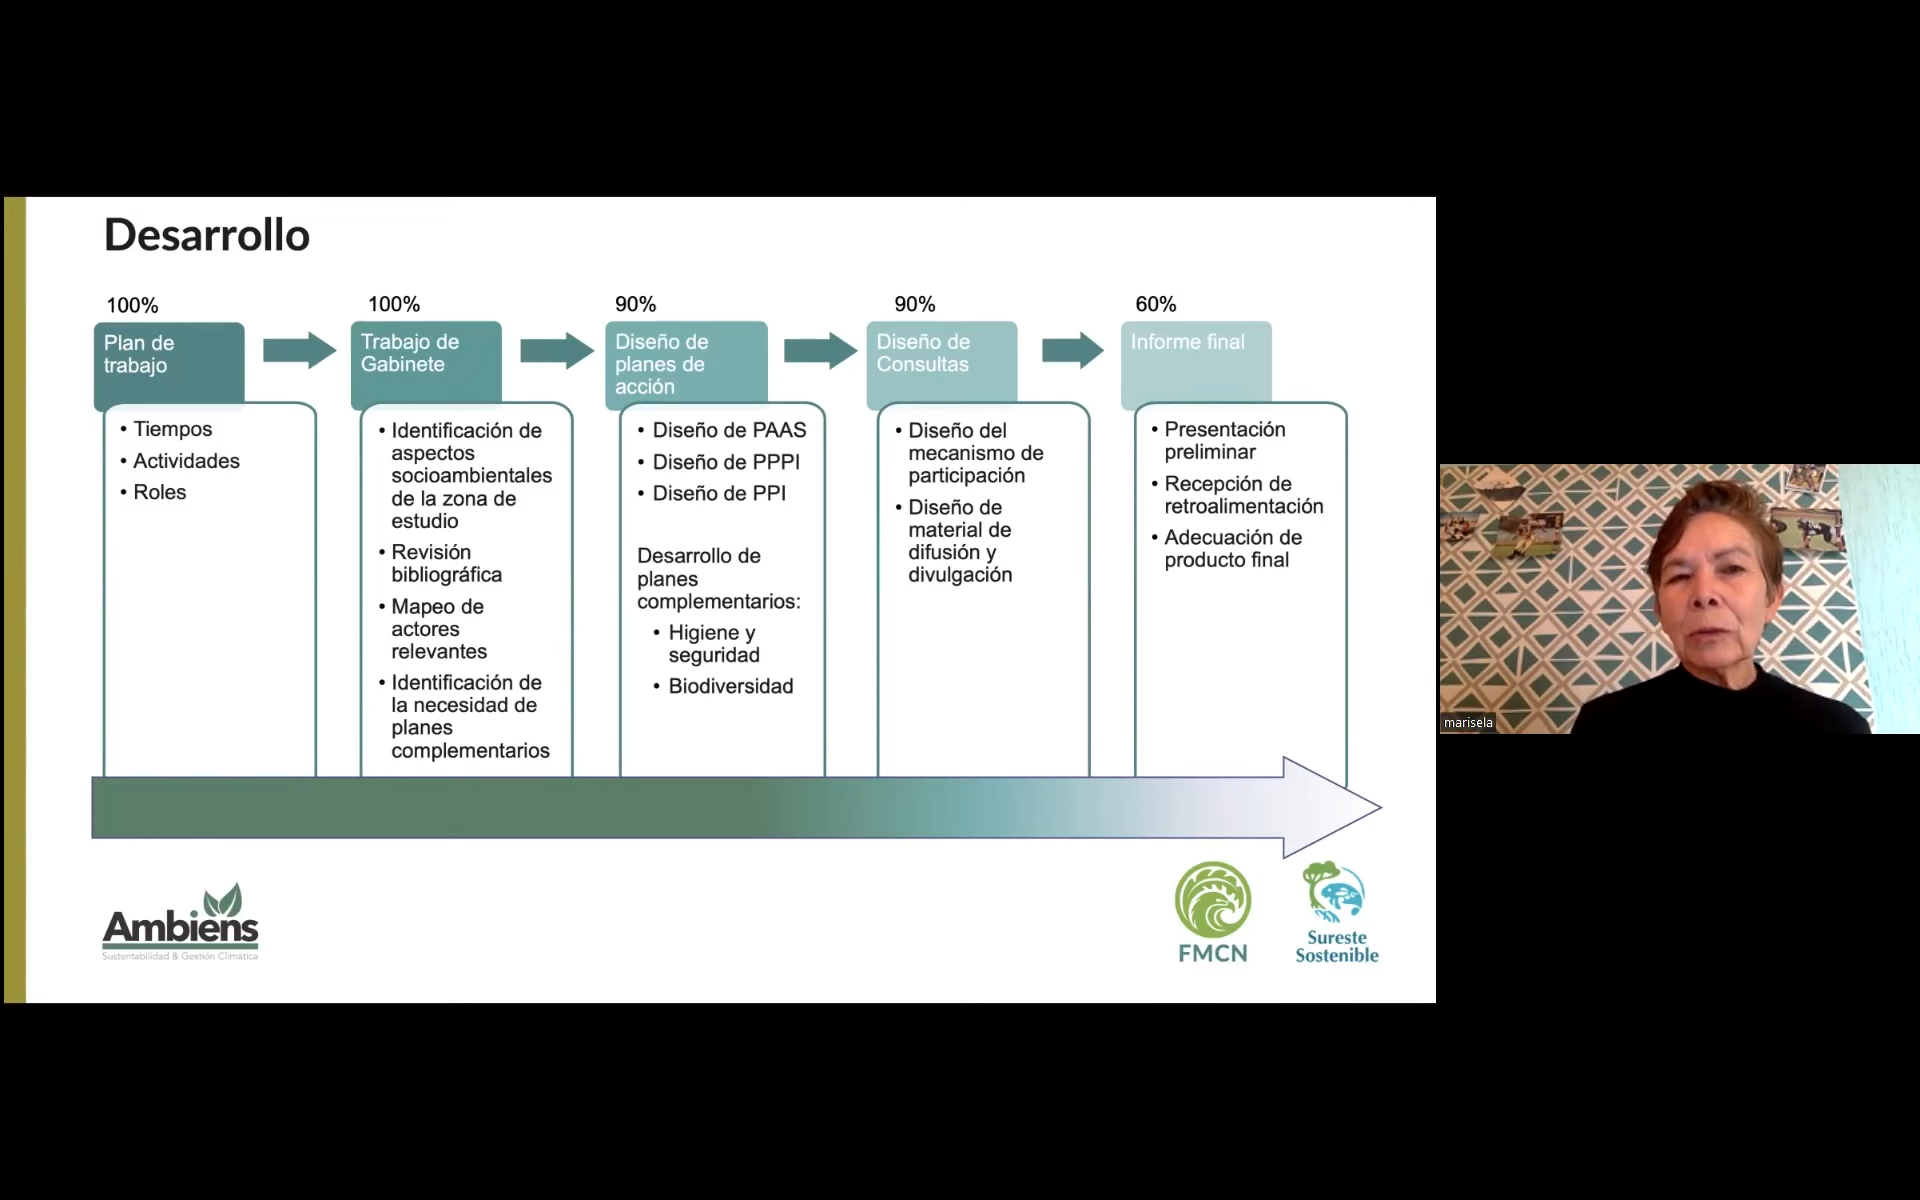 Desarrollo
100%
Plan de
trabajo
• Tiempos
• Actividades
• Roles
100%
Trabajo de
Gabinete
• Identificación de
aspectos
socioambientales
de la zona de
estudio
• Revisión
bibliográfica
• Mapeo de
actores
relevantes
• Identificación de
la necesidad de
planes
complementarios
90%
Diseño de
planes de
acción
• Diseño de PAAS
• Diseño de PPPI
• Diseño de PPI
Desarrollo de
planes
complementarios:
• Higiene y
seguridad
• Biodiversidad
90%
Diseño de
Consultas
• Diseño del
mecanismo de
participación
• Diseño de
material de
difusión y
divulgación
60%
Informe final
• Presentación
preliminar
• Recepción de
retroalimentación
• Adecuación de
producto final
Ambiens
Sustentabilidad & Gestión Climática
FMCN
Sureste
Sostenible
marisela